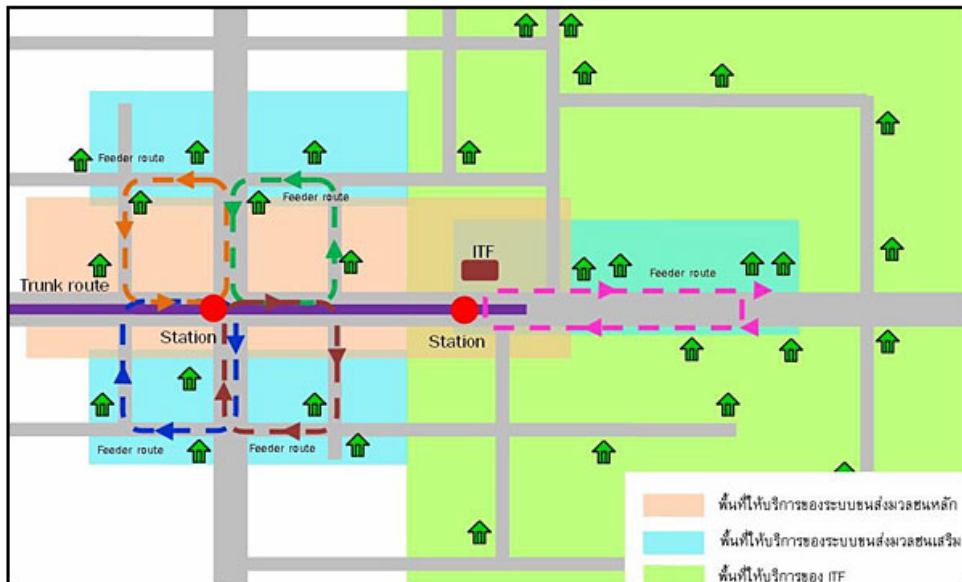 Feeder route
Feeder route
ITF
Feeder route
Trunk route
Station
Station
Feeder route
Feeder route
พื้นที่ให้บริการของระบบขนส่งมวลชนหลัก
พื้นที่ให้บริการของระบบขนส่งมวลชนเสริม
พื้นที่ให้บริการของ ITF